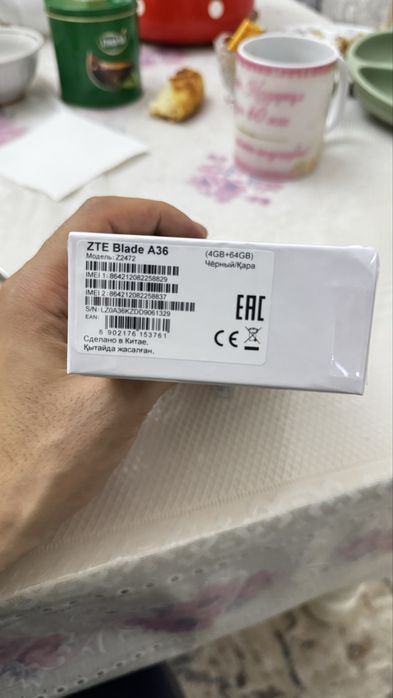 ZTE Blade A36
(4GB+64GB)
Модель: Z2472
Чёрный/Қара
IMEI 1: 864212082258829
IMEI 2: 864212082258837
S/N: LZ0A36KZDD9061329
EAN:
6 902176 153761
Сделано в Китае.
Қытайда жасалған.
EAC
CE